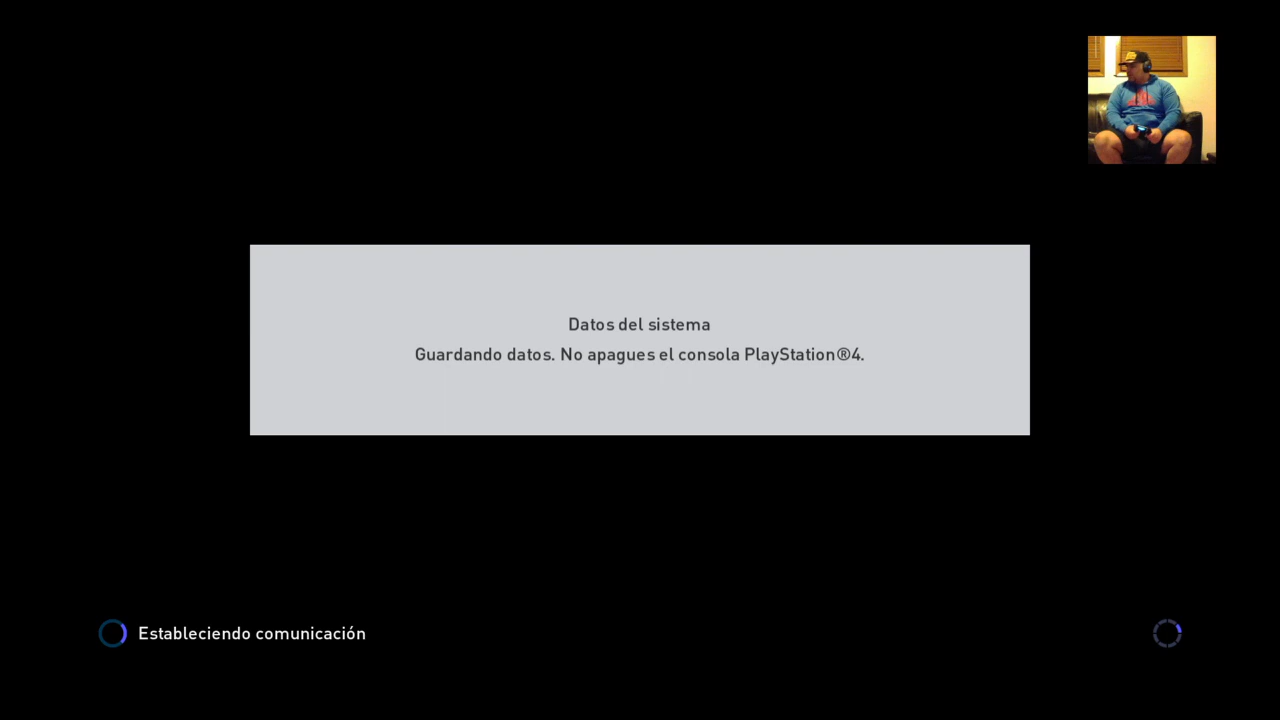 Datos del sistema
Guardando datos. No apagues el consola PlayStation®4.
Estableciendo comunicación